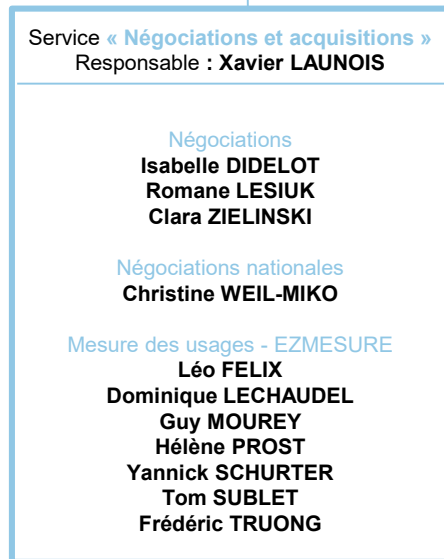 Service « Négociations et acquisitions »
Responsable : Xavier LAUNOIS
Négociations
Isabelle DIDELOT
Romane LESIUK
Clara ZIELINSKI
Négociations nationales
Christine WEIL-MIKO
Mesure des usages - EZMESURE
Léo FELIX
Dominique LECHAUDEL
Guy MOUREY
Hélène PROST
Yannick SCHURTER
Tom SUBLET
Frédéric TRUONG